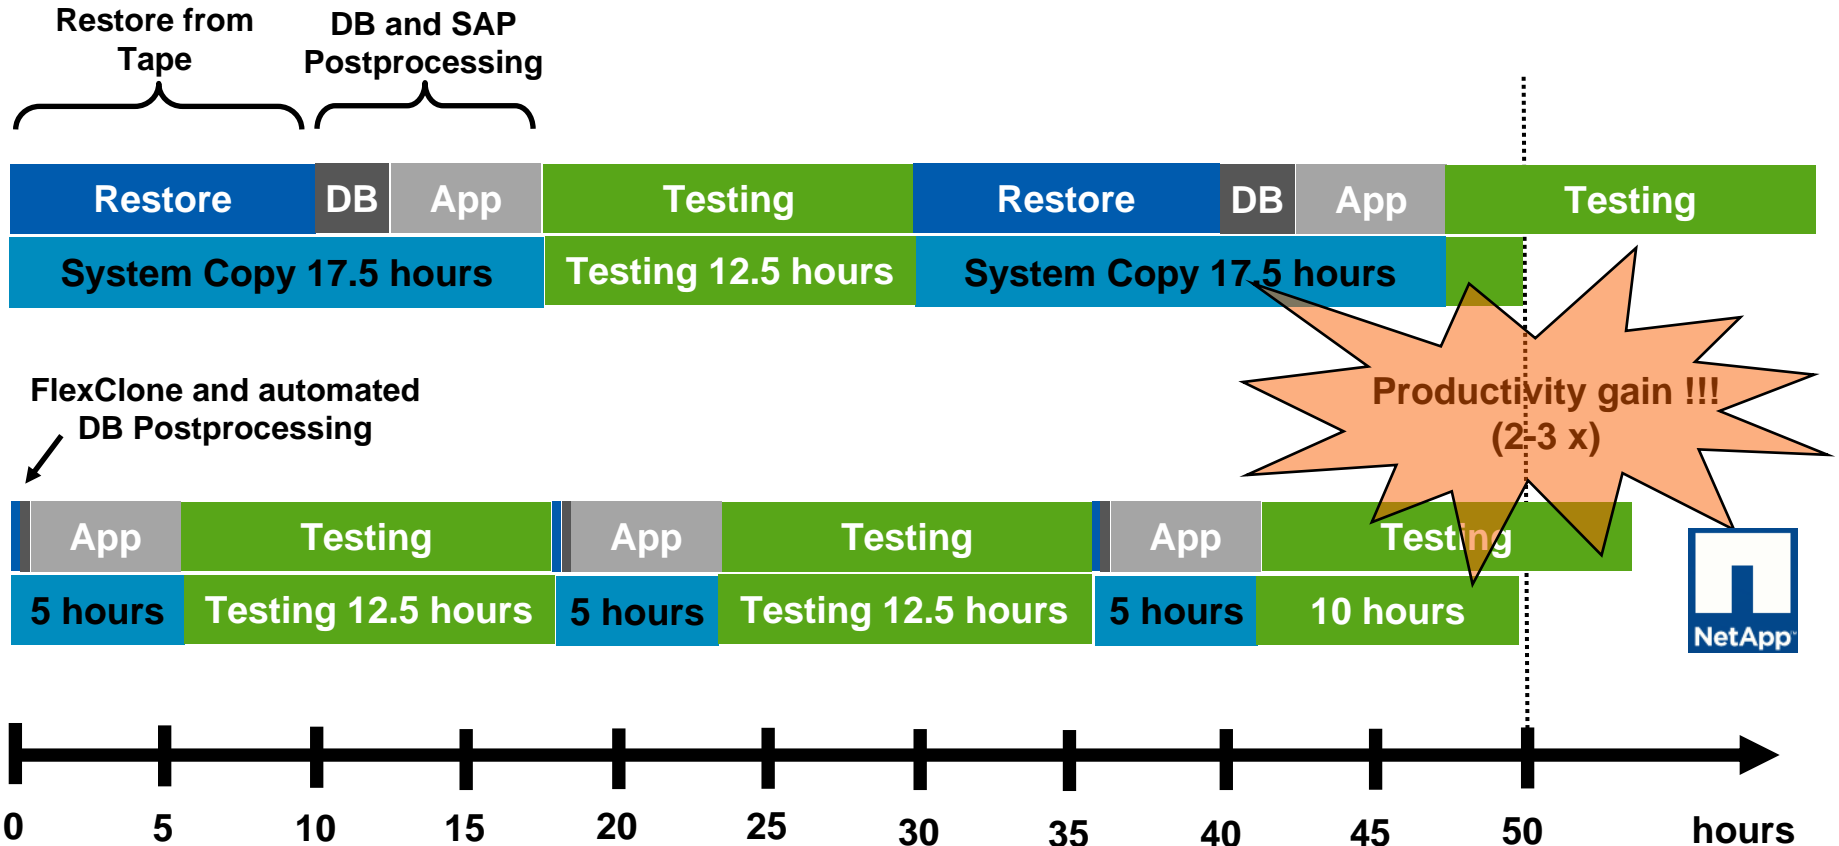 Restore from
Tape
DB and SAP
Postprocessing
Restore
DB
App
Testing
Restore
DB
App
Testing
System Copy 17.5 hours
Testing 12.5 hours
System Copy 17.5 hours
FlexClone and automated
DB Postprocessing
Productivity gain !!!
(2-3 x)
App
Testing
App
Testing
App
Testing
5 hours
Testing 12.5 hours
5 hours
Testing 12.5 hours
5 hours
10 hours
NetApp™
0 5 10 15 20 25 30 35 40 45 50 hours